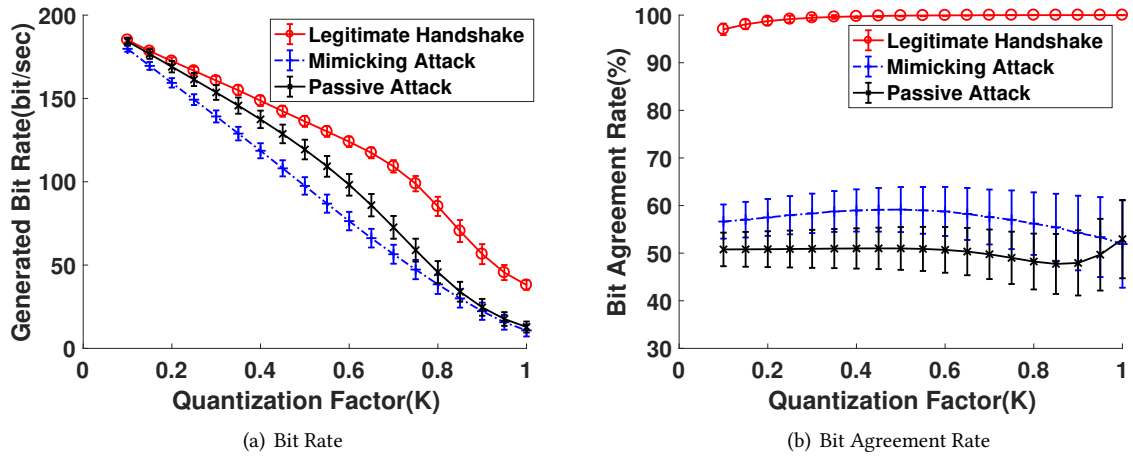 200
150
100
50
0
Generated Bit Rate(bit/sec)
Legitimate Handshake
Mimicking Attack
Passive Attack
0 0.2 0.4 0.6 0.8 1
Quantization Factor(K)
(a) Bit Rate
100
90
80
70
60
50
40
30
Bit Agreement Rate(%)
Legitimate Handshake
Mimicking Attack
Passive Attack
0 0.2 0.4 0.6 0.8 1
Quantization Factor(K)
(b) Bit Agreement Rate